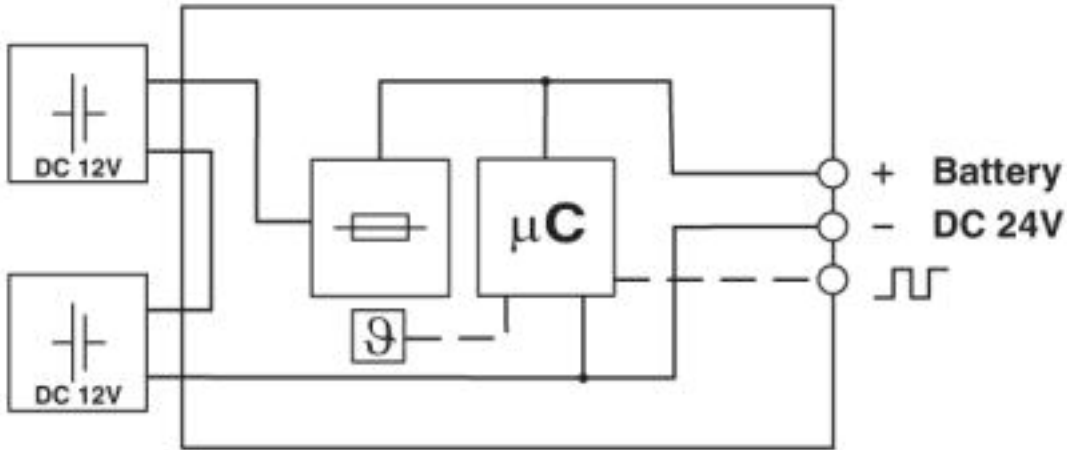 DC 12V
DC 12V
μC
ϑ
+ Battery
− DC 24V